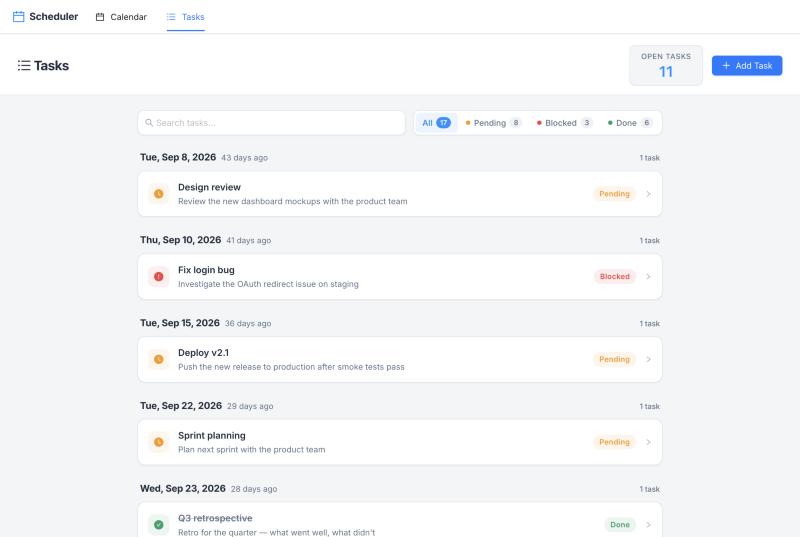 Scheduler Calendar Tasks
Tasks
OPEN TASKS
11
Add Task
Search tasks...
All 17 Pending 8 Blocked 3 Done 6
Tue, Sep 8, 2026 43 days ago 1 task
Design review
Review the new dashboard mockups with the product team
Pending
Thu, Sep 10, 2026 41 days ago 1 task
Fix login bug
Investigate the OAuth redirect issue on staging
Blocked
Tue, Sep 15, 2026 36 days ago 1 task
Deploy v2.1
Push the new release to production after smoke tests pass
Pending
Tue, Sep 22, 2026 29 days ago 1 task
Sprint planning
Plan next sprint with the product team
Pending
Wed, Sep 23, 2026 28 days ago 1 task
Q3 retrospective
Retro for the quarter — what went well, what didn't
Done